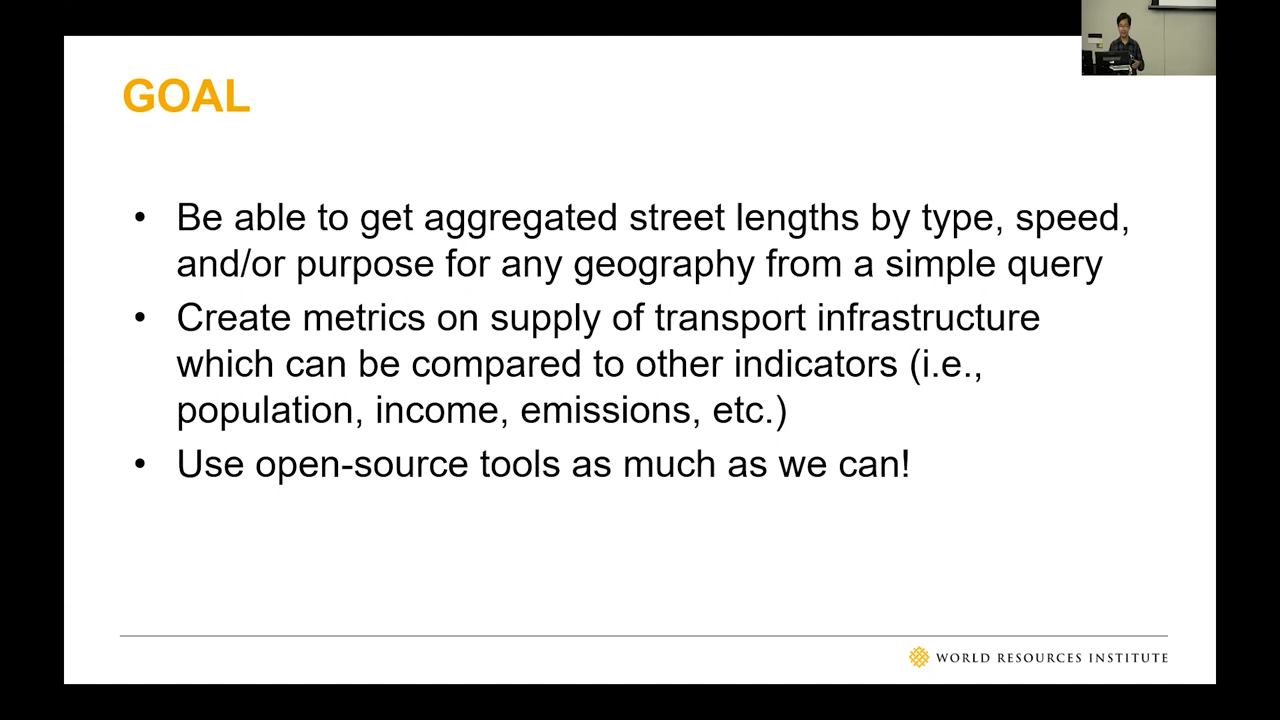 GOAL
• Be able to get aggregated street lengths by type, speed,
and/or purpose for any geography from a simple query
• Create metrics on supply of transport infrastructure
which can be compared to other indicators (i.e.,
population, income, emissions, etc.)
• Use open-source tools as much as we can!
WORLD RESOURCES INSTITUTE